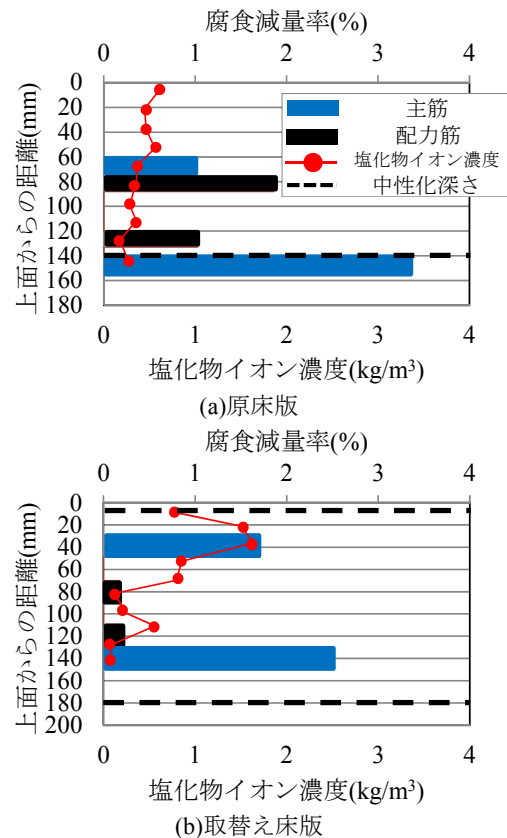 腐食減量率(%)
0 1 2 3 4
0
20
40
60
80
100
120
140
160
180
上面からの距離(mm)
主筋
配力筋
塩化物イオン濃度
中性化深さ
0 1 2 3 4
塩化物イオン濃度(kg/m³)
(a)原床版
腐食減量率(%)
0 1 2 3 4
0
20
40
60
80
100
120
140
160
180
200
上面からの距離(mm)
0 1 2 3 4
塩化物イオン濃度(kg/m³)
(b)取替え床版